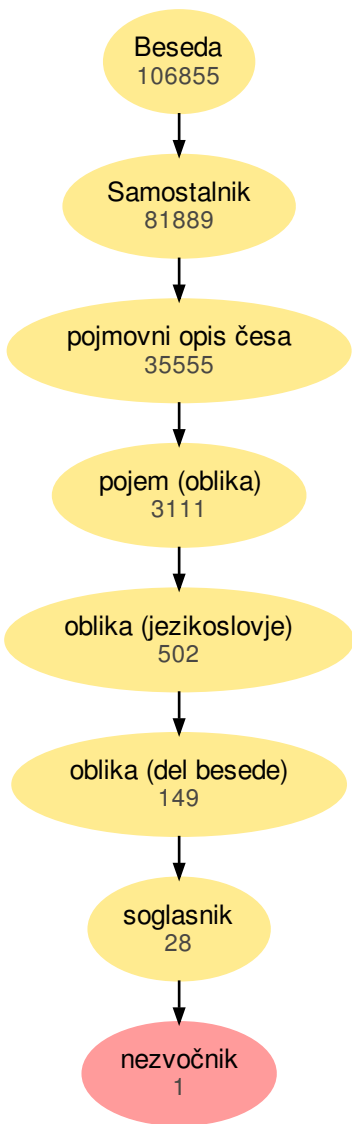 Beseda
106855
Samostalnik
81889
pojmovni opis česa
35555
pojem (oblika)
3111
oblika (jezikoslovje)
502
oblika (del besede)
149
soglasnik
28
nezvočnik
1